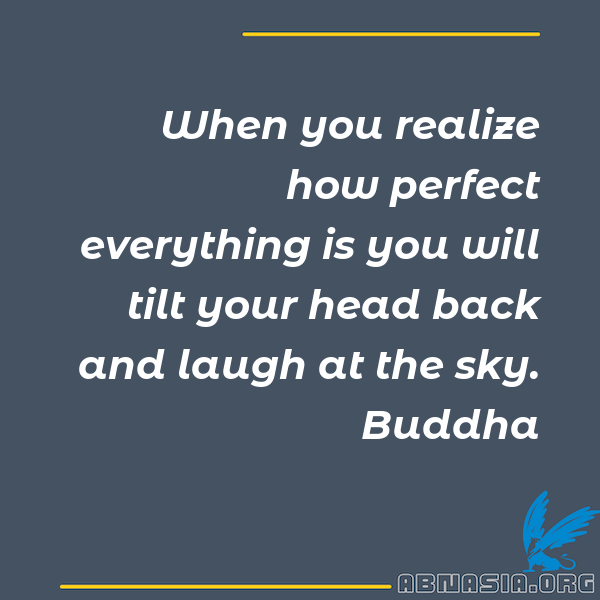 When you realize
how perfect
everything is you will
tilt your head back
and laugh at the sky.
Buddha
ABNASIA.ORG